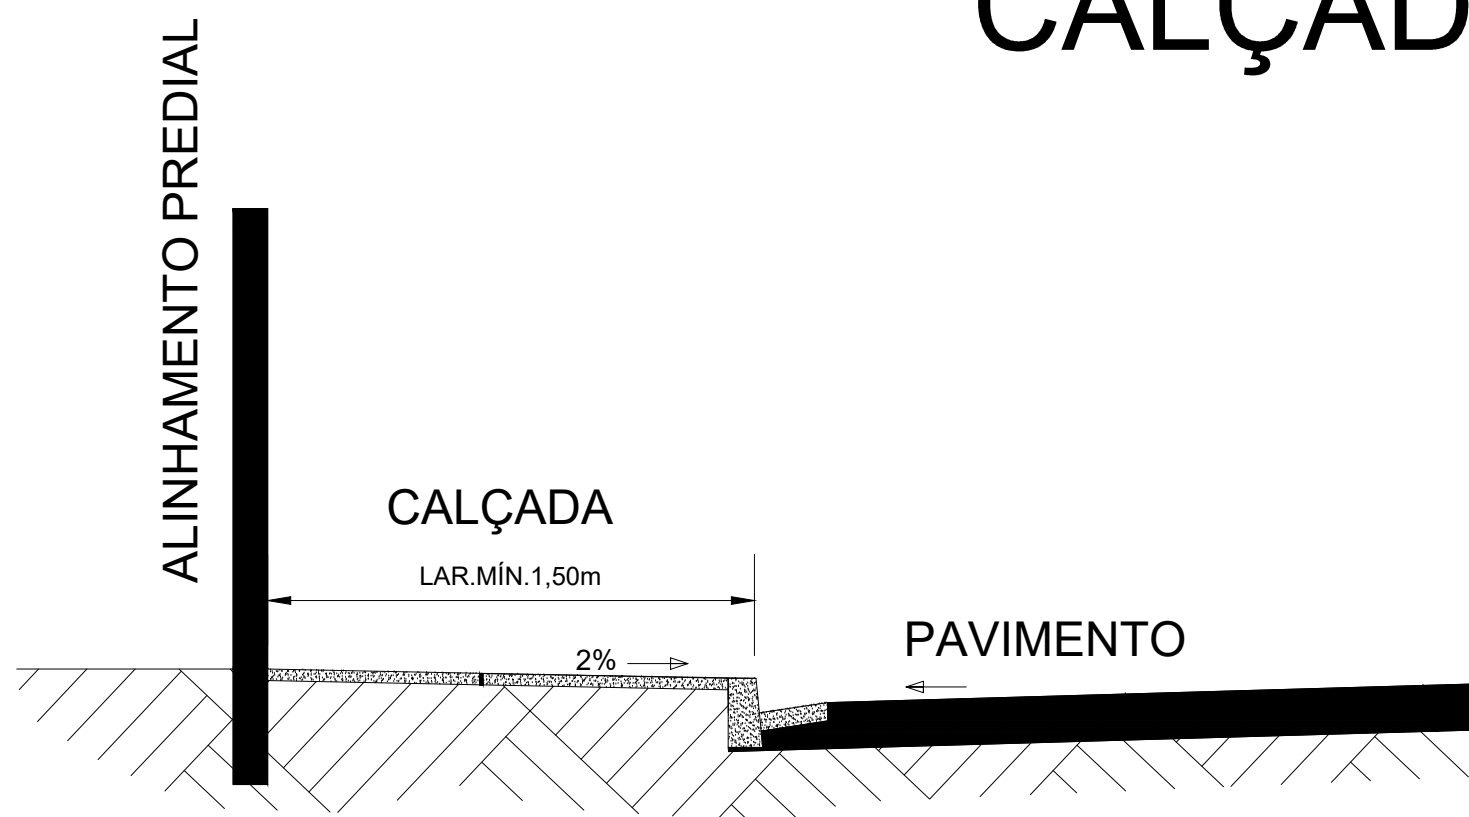 CALÇAD
ALINHAMENTO PREDIAL
CALÇADA
LAR.MÍN.1,50m
2%
PAVIMENTO